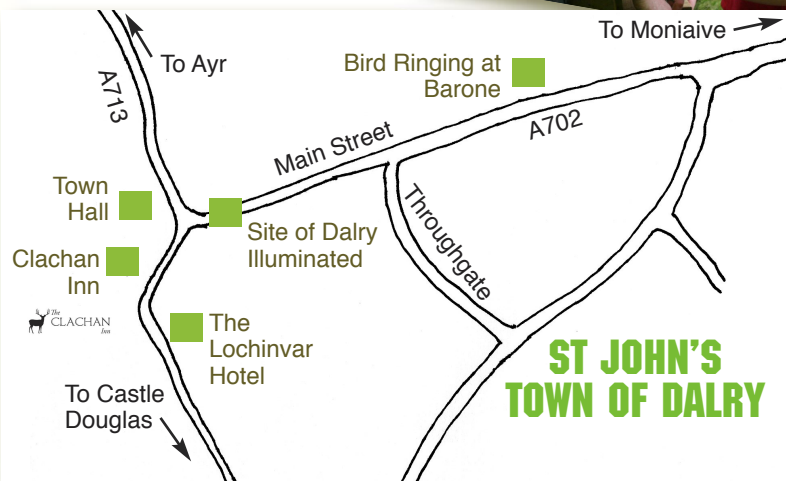 To Moniaive
To Ayr
Bird Ringing at
Barone
A713
A702
Main Street
Town
Hall
Throughgate
Site of Dalry
Illuminated
Clachan
Inn
The
CLACHAN
Inn
The
Lochinvar
Hotel
ST JOHN'S
TOWN OF DALRY
To Castle
Douglas